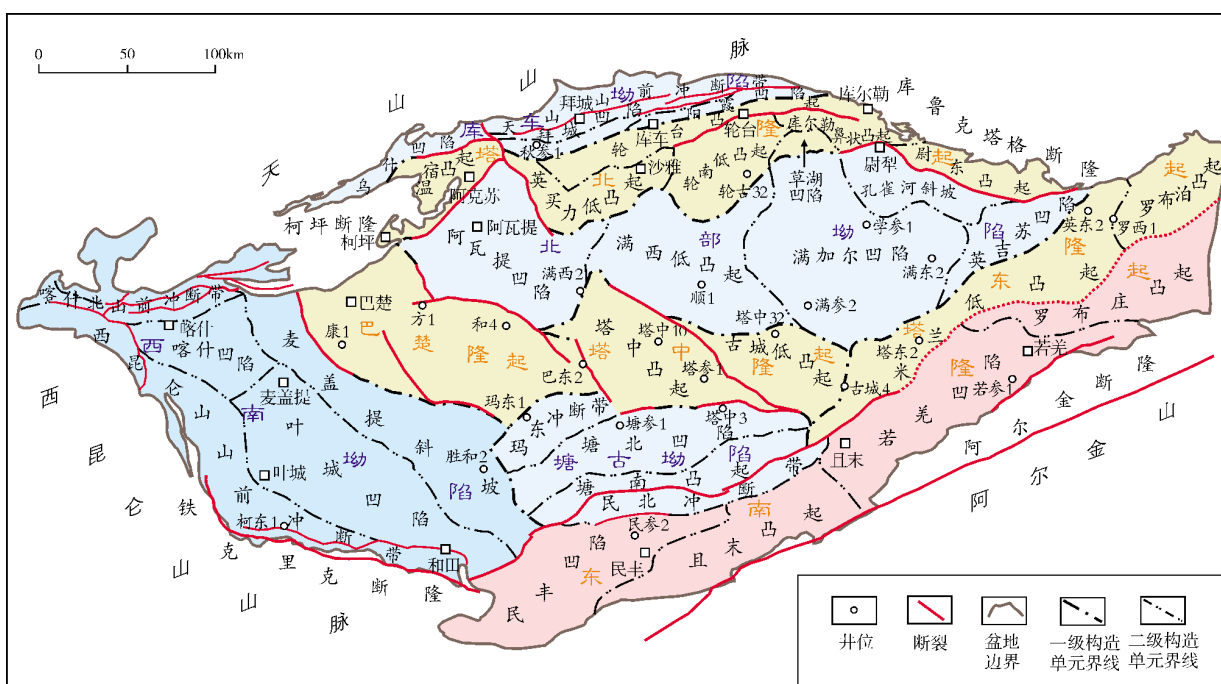 0 50 100km
天
山
山
脉
库鲁克塔格断隆
柯坪断隆
西昆仑山
铁克里克断隆
山脉
阿尔金断隆
阿尔金山
库车坳陷
乌什凹陷
天山山前冲断带
拜城凹陷
阳霞凹陷
拜城
秋参1
库车
轮台
库尔勒
塔北隆起
温宿凸起
阿克苏
柯坪
英买力低凸起
沙雅
轮台凸起
轮南低凸起
轮古32
草湖凹陷
库尔勒鼻状凸起
尉犁
尉东凸起
孔雀河斜坡
北部坳陷
阿瓦提
阿瓦提凹陷
满西2
满西低凸起
顺1
学参1
满加尔凹陷
满东2
满参2
英吉苏凹陷
英东2
罗西1
罗布泊凸起
塔东隆起
塔东2
米兰低凸起
巴楚隆起
巴楚
康1
方1
和4
巴东2
玛东1
塔中隆起
塔中10
塔中32
塔中凸起
塔参1
塔中3
古城低凸起
古城4
西南坳陷
喀什北山前冲断带
喀什
喀什凹陷
西昆仑山山前冲断带
麦盖提
麦盖提斜坡
叶城
叶城凹陷
胜和2
柯东1
和田
塘古坳陷
玛东冲断带
塘参1
塘北凹陷
塘南凸起
民北冲断带
东南隆起
民丰凹陷
民参2
民丰
且末凸起
且末
若羌凹陷
若羌
若参1
罗布庄凸起
井位
断裂
盆地
边界
一级构造
单元界线
二级构造
单元界线